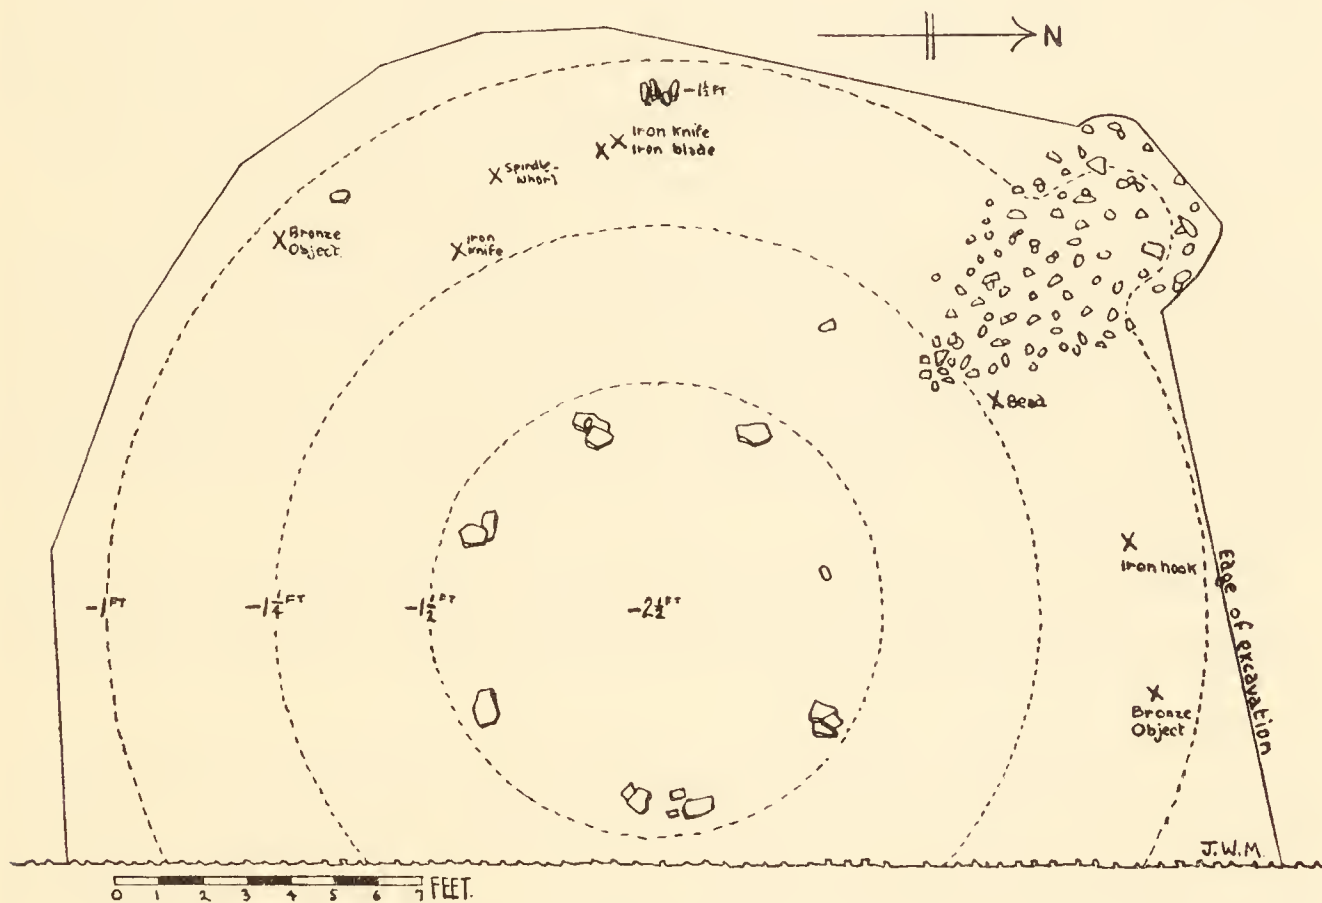 N
-1½ FT
Iron Knife
Iron blade
Spindle-
whorl
Bronze
Object.
Iron
Knife
Bead
Iron hook
Edge of excavation
-1 FT
-1¼ FT
-1½ FT
-2½ FT
Bronze
Object
J.W.M.
0 1 2 3 4 5 6 7 FEET.